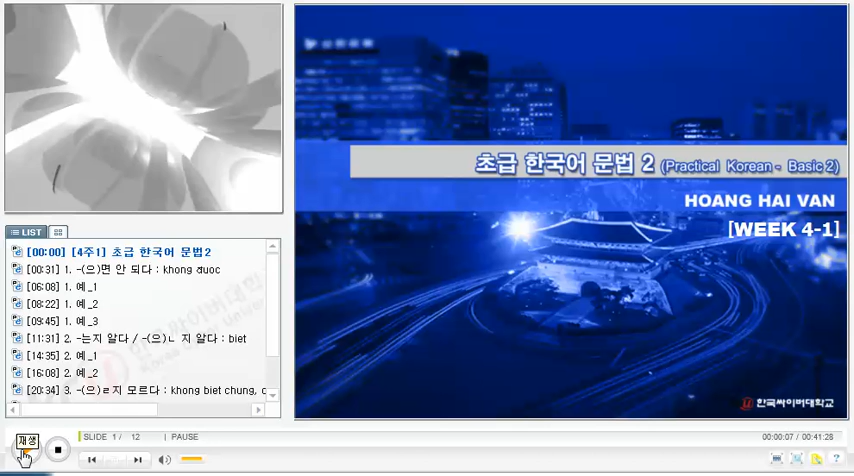 초급 한국어 문법 2 (Practical Korean - Basic 2)
HOANG HAI VAN
[WEEK 4-1]
한국싸이버대학교
LIST
[00:00] [4주1] 초급 한국어 문법2
[00:31] 1. -(으)면 안 되다 : khong duoc
[06:08] 1. 예_1
[08:22] 1. 예_2
[09:45] 1. 예_3
[11:31] 2. -는지 알다 / -(으)ㄴ 지 알다 : biet
[14:35] 2. 예_1
[16:08] 2. 예_2
[20:34] 3. -(으)ㄹ지 모르다 : khong biet chung,
재생
SLIDE 1 / 12 PAUSE
00:00:07 / 00:41:28